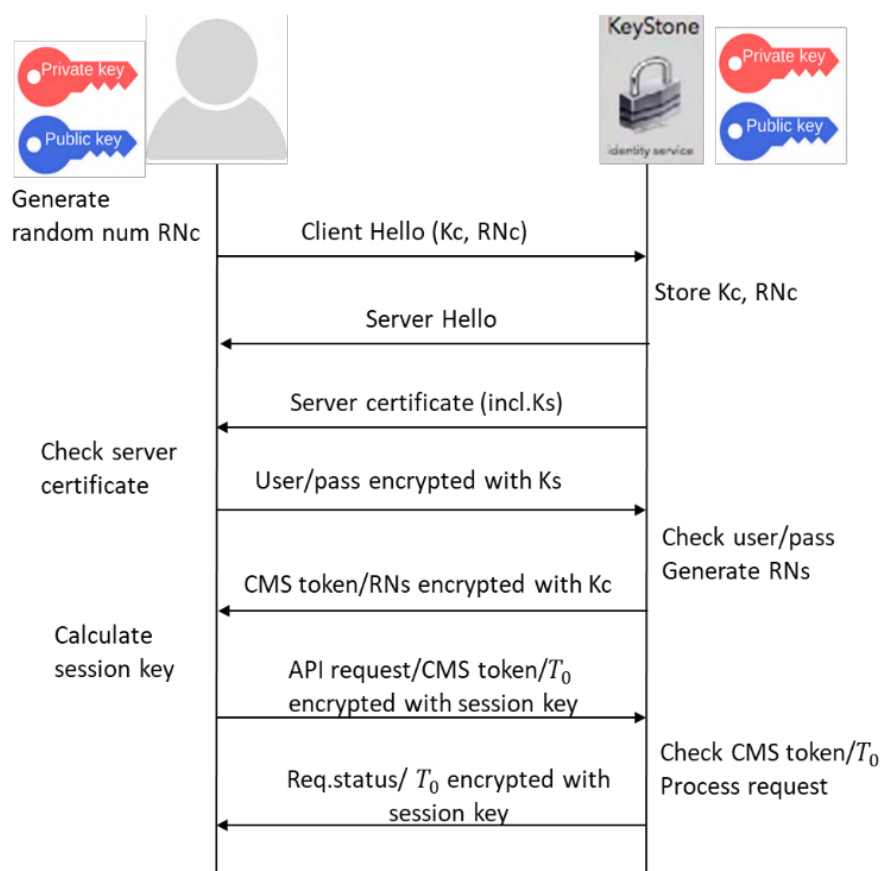 KeyStone
Private key
Public key
identity service
Private key
Public key
Generate
random num RNc
Client Hello (Kc, RNc)
Store Kc, RNc
Server Hello
Server certificate (incl.Ks)
Check server
certificate
User/pass encrypted with Ks
Check user/pass
Generate RNs
CMS token/RNs encrypted with Kc
Calculate
session key
API request/CMS token/T₀
encrypted with session key
Check CMS token/T₀
Process request
Req.status/ T₀ encrypted with
session key